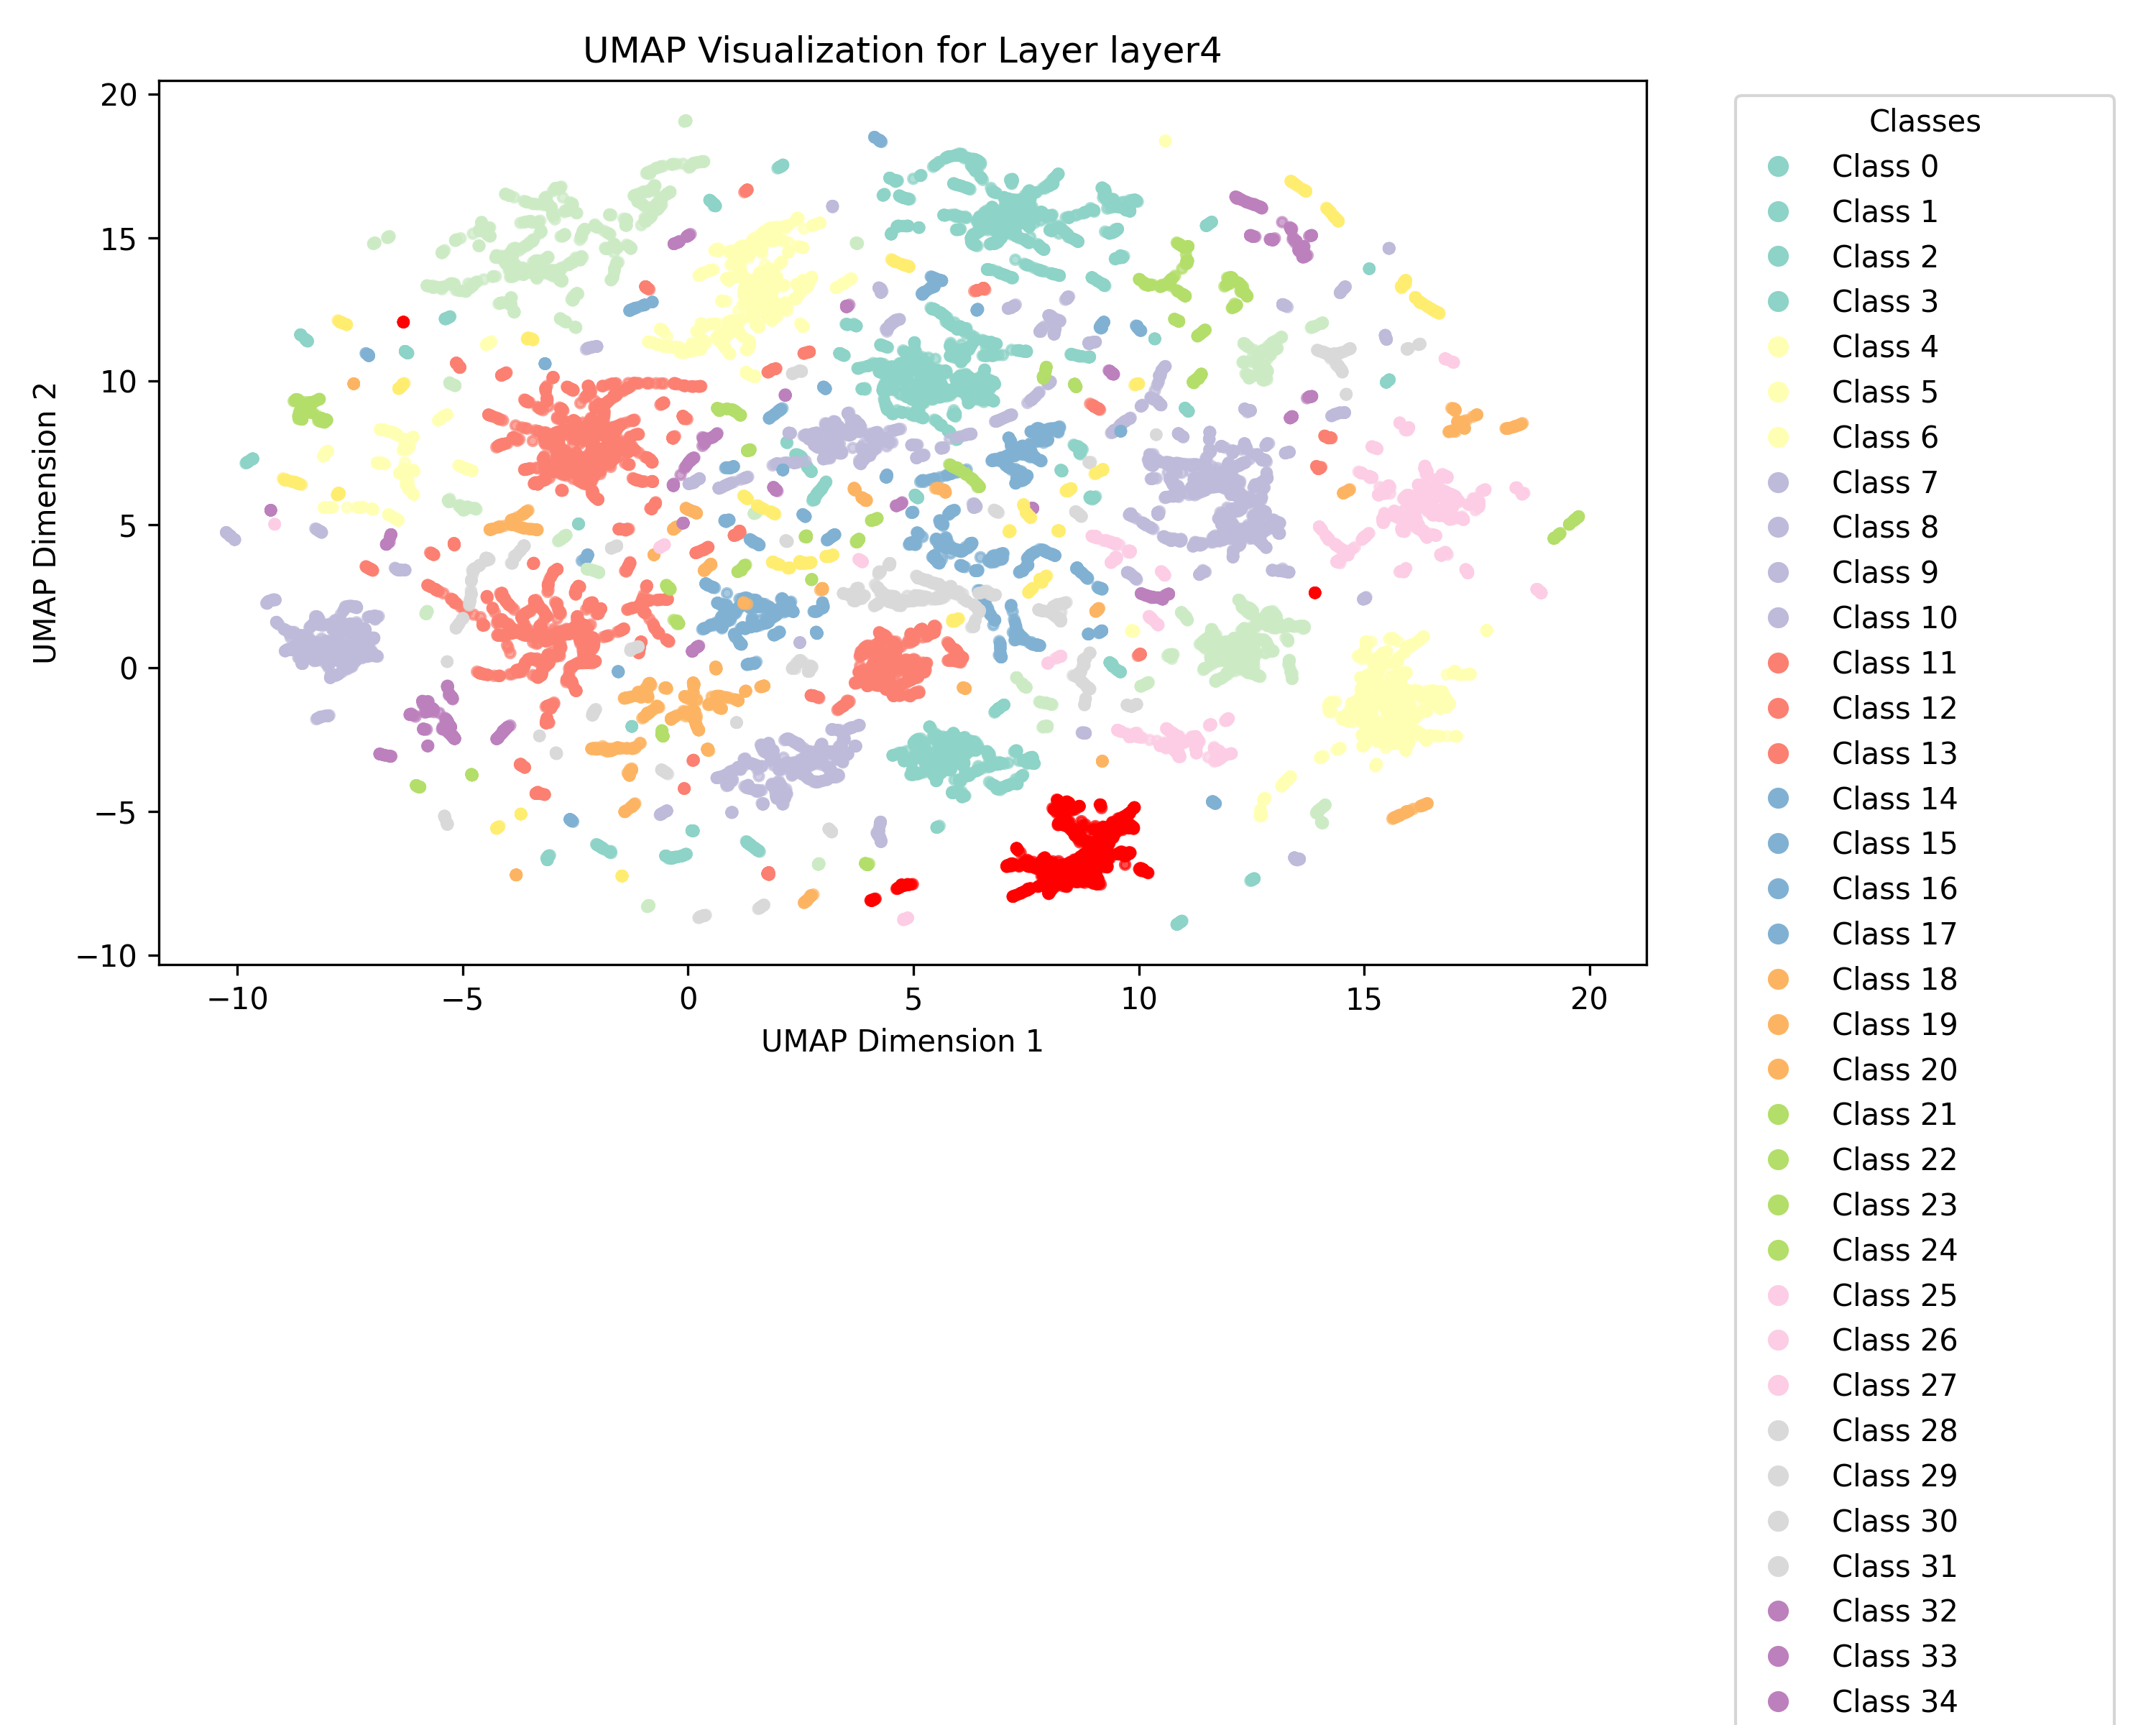 UMAP Visualization for Layer layer4
20
15
10
5
0
−5
−10
UMAP Dimension 2
−10 −5 0 5 10 15 20
UMAP Dimension 1
Classes
Class 0
Class 1
Class 2
Class 3
Class 4
Class 5
Class 6
Class 7
Class 8
Class 9
Class 10
Class 11
Class 12
Class 13
Class 14
Class 15
Class 16
Class 17
Class 18
Class 19
Class 20
Class 21
Class 22
Class 23
Class 24
Class 25
Class 26
Class 27
Class 28
Class 29
Class 30
Class 31
Class 32
Class 33
Class 34